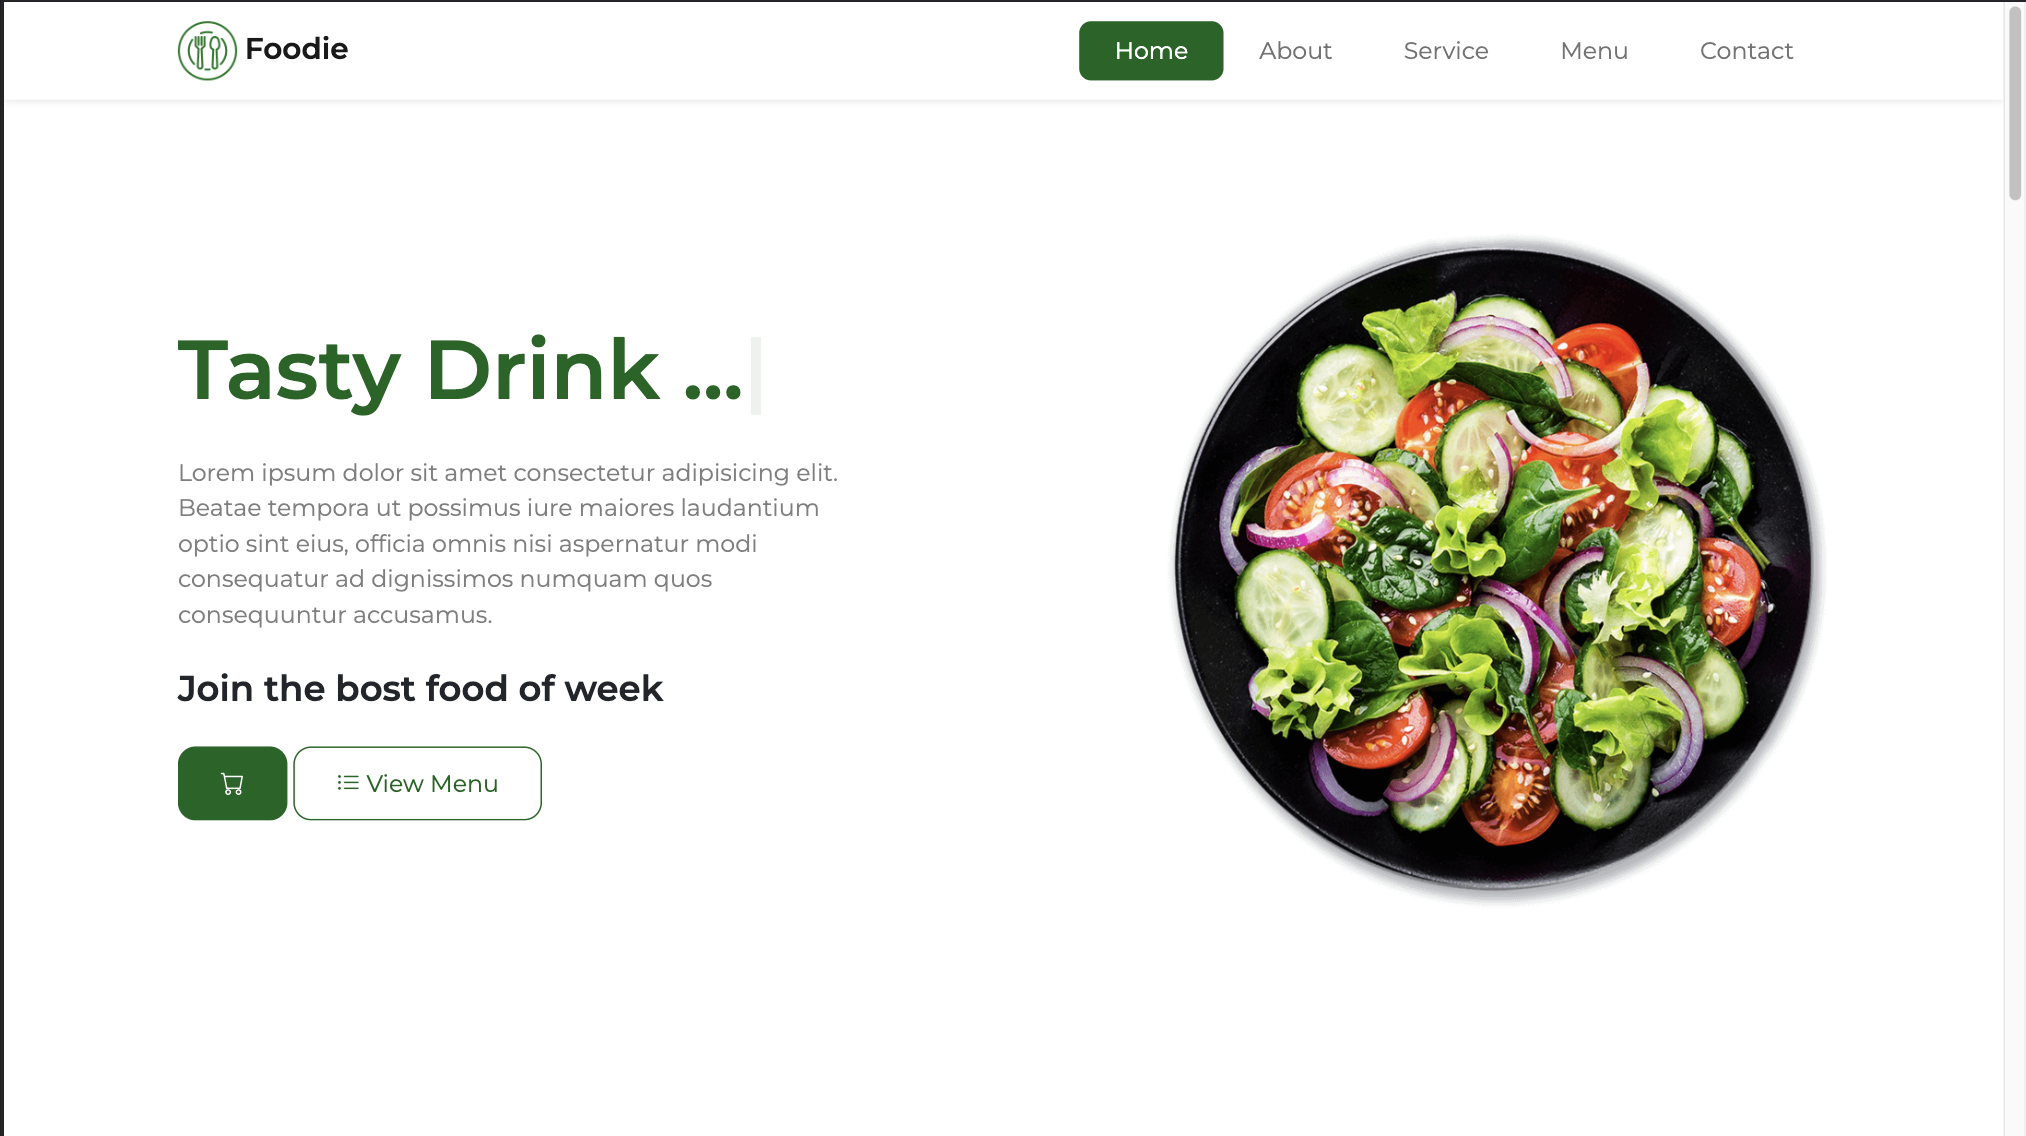 Foodie
Home
About
Service
Menu
Contact
Tasty Drink ...
Lorem ipsum dolor sit amet consectetur adipisicing elit.
Beatae tempora ut possimus iure maiores laudantium
optio sint eius, officia omnis nisi aspernatur modi
consequatur ad dignissimos numquam quos
consequuntur accusamus.
Join the bost food of week
View Menu